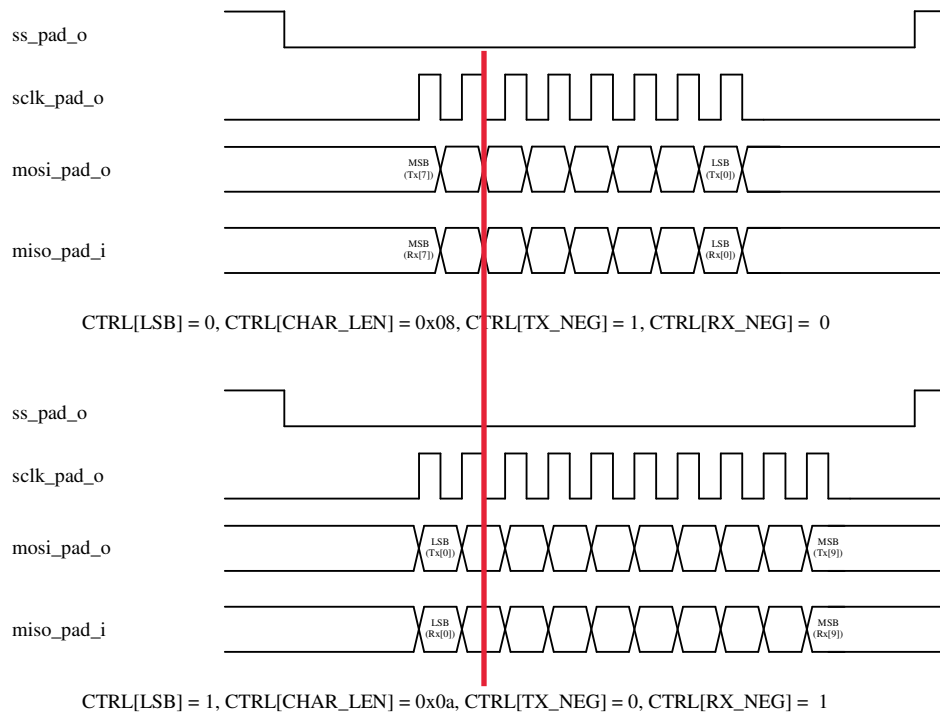 ss_pad_o
sclk_pad_o
mosi_pad_o
MSB
(Tx[7])
LSB
(Tx[0])
miso_pad_i
MSB
(Rx[7])
LSB
(Rx[0])
CTRL[LSB] = 0, CTRL[CHAR_LEN] = 0x08, CTRL[TX_NEG] = 1, CTRL[RX_NEG] = 0
ss_pad_o
sclk_pad_o
mosi_pad_o
LSB
(Tx[0])
MSB
(Tx[9])
miso_pad_i
LSB
(Rx[0])
MSB
(Rx[9])
CTRL[LSB] = 1, CTRL[CHAR_LEN] = 0x0a, CTRL[TX_NEG] = 0, CTRL[RX_NEG] = 1